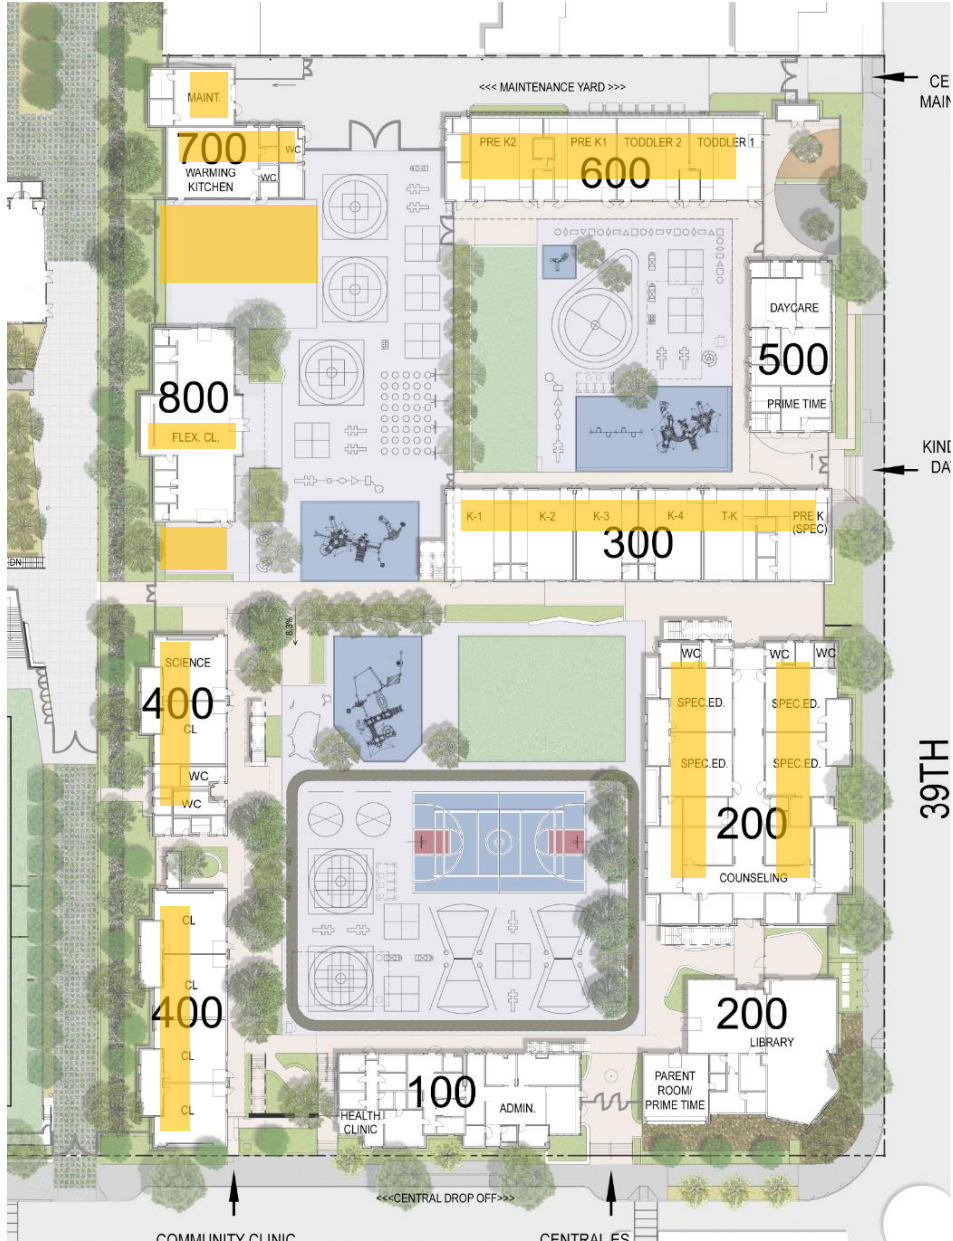 <<< MAINTENANCE YARD >>>
CE
MAIN
MAINT.
700
WC
WARMING
KITCHEN
WC
PRE K2
PRE K1
TODDLER 2
TODDLER 1
600
DAYCARE
500
PRIME TIME
800
FLEX. CL.
KIND
DA
K-1
K-2
K-3
K-4
T-K
PRE K
(SPEC)
300
DN
8.3%
SCIENCE
400
CL
WC
WC
WC
WC
WC
SPEC.ED.
SPEC.ED.
SPEC.ED.
SPEC.ED.
200
COUNSELING
39TH
CL
CL
400
CL
CL
200
LIBRARY
PARENT
ROOM/
PRIME TIME
100
HEALTH
CLINIC
ADMIN.
<<<CENTRAL DROP OFF>>>
COMMUNITY CLINIC
CENTRAL ES